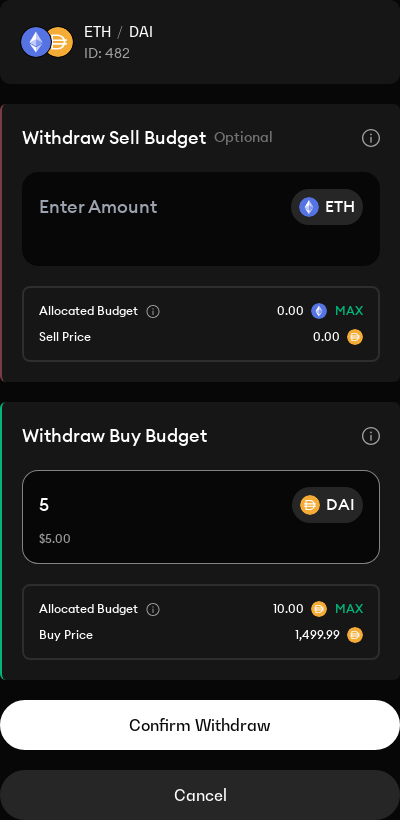 ETH / DAI
ID: 482
Withdraw Sell Budget Optional
Enter Amount ETH
Allocated Budget 0.00 MAX
Sell Price 0.00
Withdraw Buy Budget
5 DAI
$5.00
Allocated Budget 10.00 MAX
Buy Price 1,499.99
Confirm Withdraw
Cancel